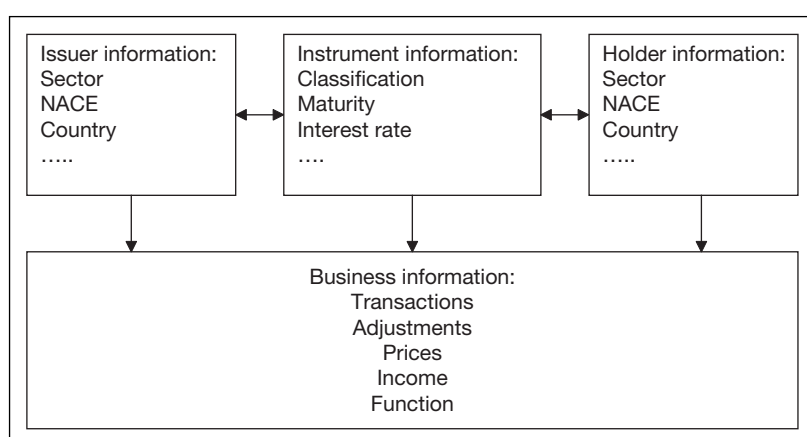 Issuer information:
Sector
NACE
Country
…..
Instrument information:
Classification
Maturity
Interest rate
….
Holder information:
Sector
NACE
Country
…..
Business information:
Transactions
Adjustments
Prices
Income
Function